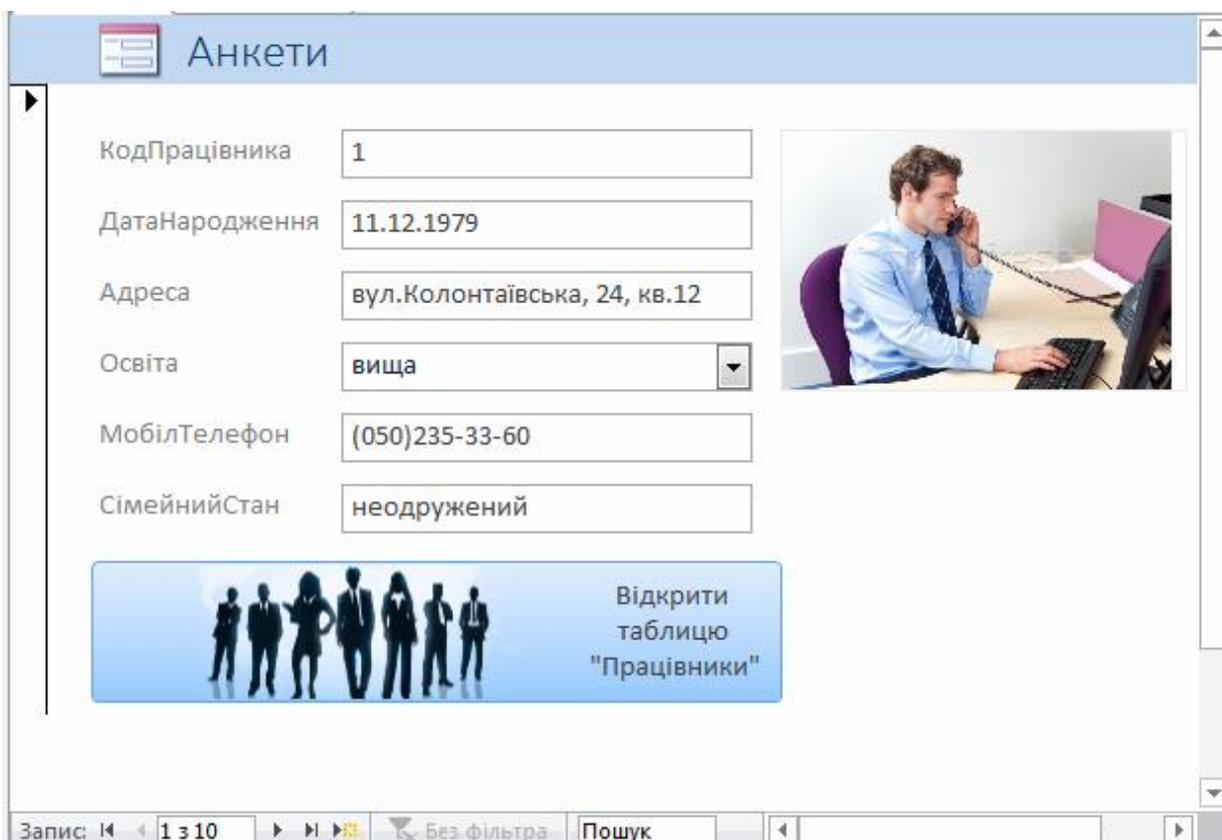 Анкети
КодПрацівника 1
ДатаНародження 11.12.1979
Адреса вул.Колонтаївська, 24, кв.12
Освіта вища
МобілТелефон (050)235-33-60
СімейнийСтан неодружений
Відкрити
таблицю
"Працівники"
Запис: 1 з 10 Без фільтра Пошук